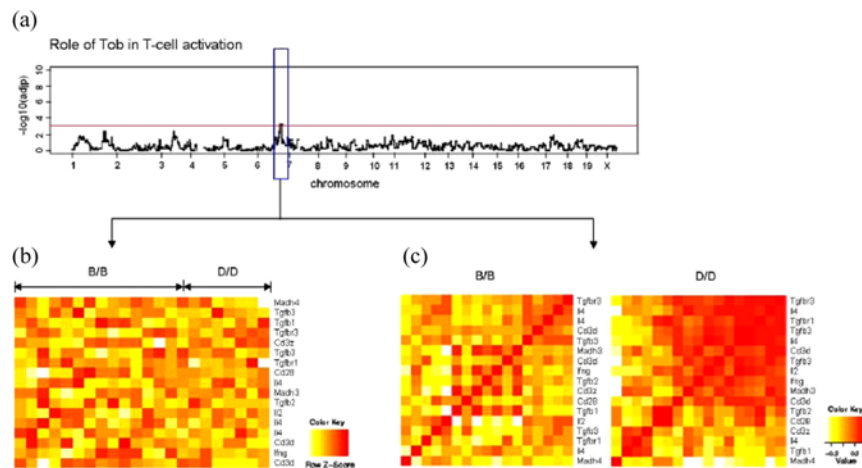 (a)
Role of Tob in T-cell activation
-log10(adjp)
10
8
6
4
2
0
1 2 3 4 5 6 7 8 9 10 11 12 13 14 15 16 17 18 19 X
chromosome
(b)
B/B D/D
Madh4
Tgfb3
Tgfb1
Tgfbr3
Cd3z
Tgfb3
Tgfbr1
Cd28
Il4
Madh3
Tgfb2
Il2
Il4
Il4
Cd3d
Ifng
Cd3d
Color Key
Row Z-Score
(c)
B/B
Tgfbr3
Il4
Il4
Cd3d
Tgfb3
Madh3
Cd3d
Ifng
Tgfb2
Cd3z
Cd28
Tgfb1
Il2
Tgfb3
Tgfbr1
Il4
Madh4
D/D
Tgfbr3
Il4
Tgfbr1
Tgfb3
Il4
Cd3d
Tgfb3
Il2
Ifng
Madh3
Cd3d
Tgfb2
Cd28
Cd3z
Il4
Tgfb1
Madh4
Color Key
Value